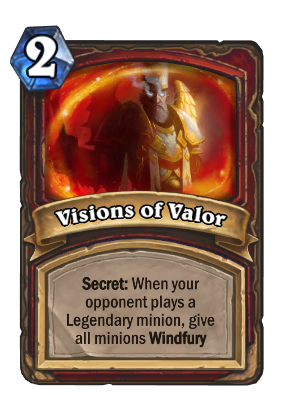 2
Visions of Valor
Secret: When your
opponent plays a
Legendary minion, give
all minions Windfury